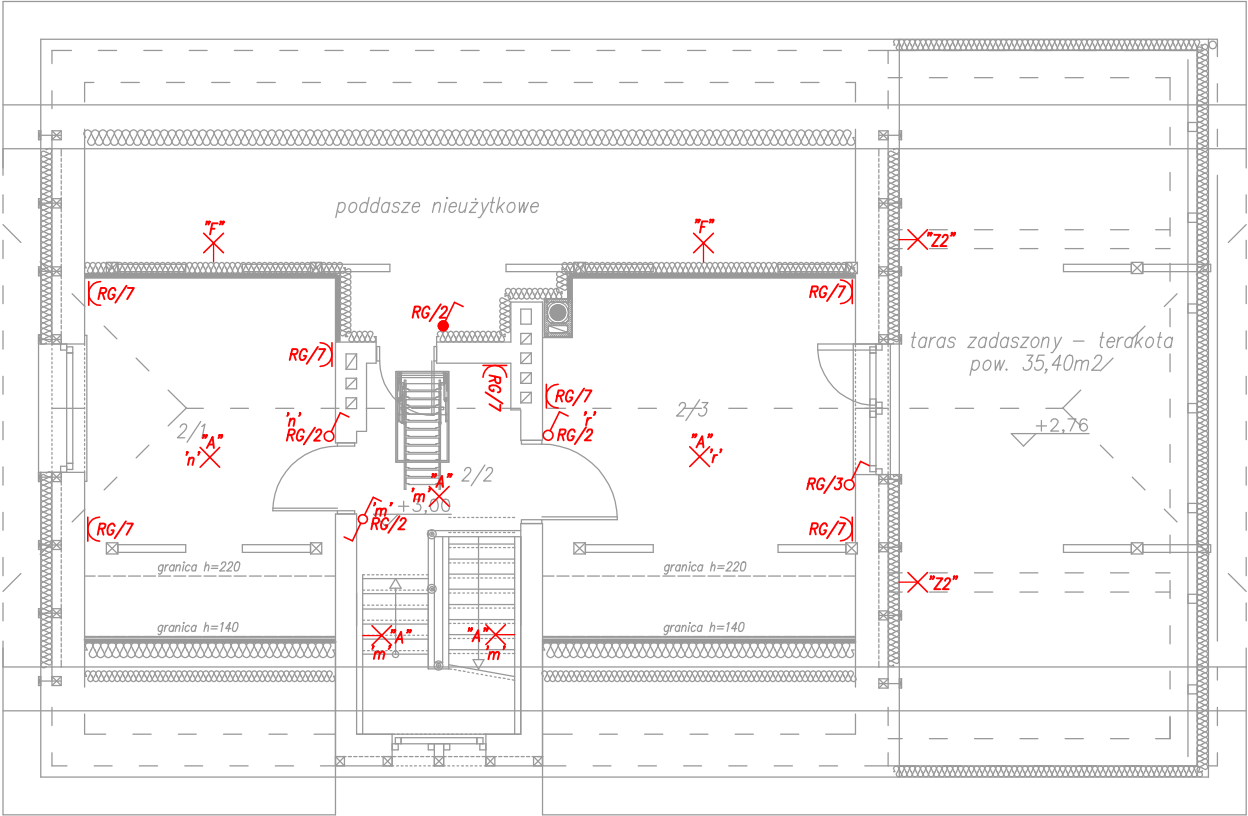 poddasze nieużytkowe
"F"
"F"
"Z2"
RG/7
RG/7
RG/2
taras zadaszony – terakota
pow. 35,40m2
RG/7
RG/7
RG/7
'n'
RG/2
2/1
"A"
'n'
2/3
'r'
RG/2
"A"
'r'
+2,76
2/2
"A"
'm'
+3,00
'm'
RG/2
RG/3
RG/7
RG/7
granica h=220
granica h=220
"Z2"
granica h=140
granica h=140
"A"
'm'
"A"
'm'